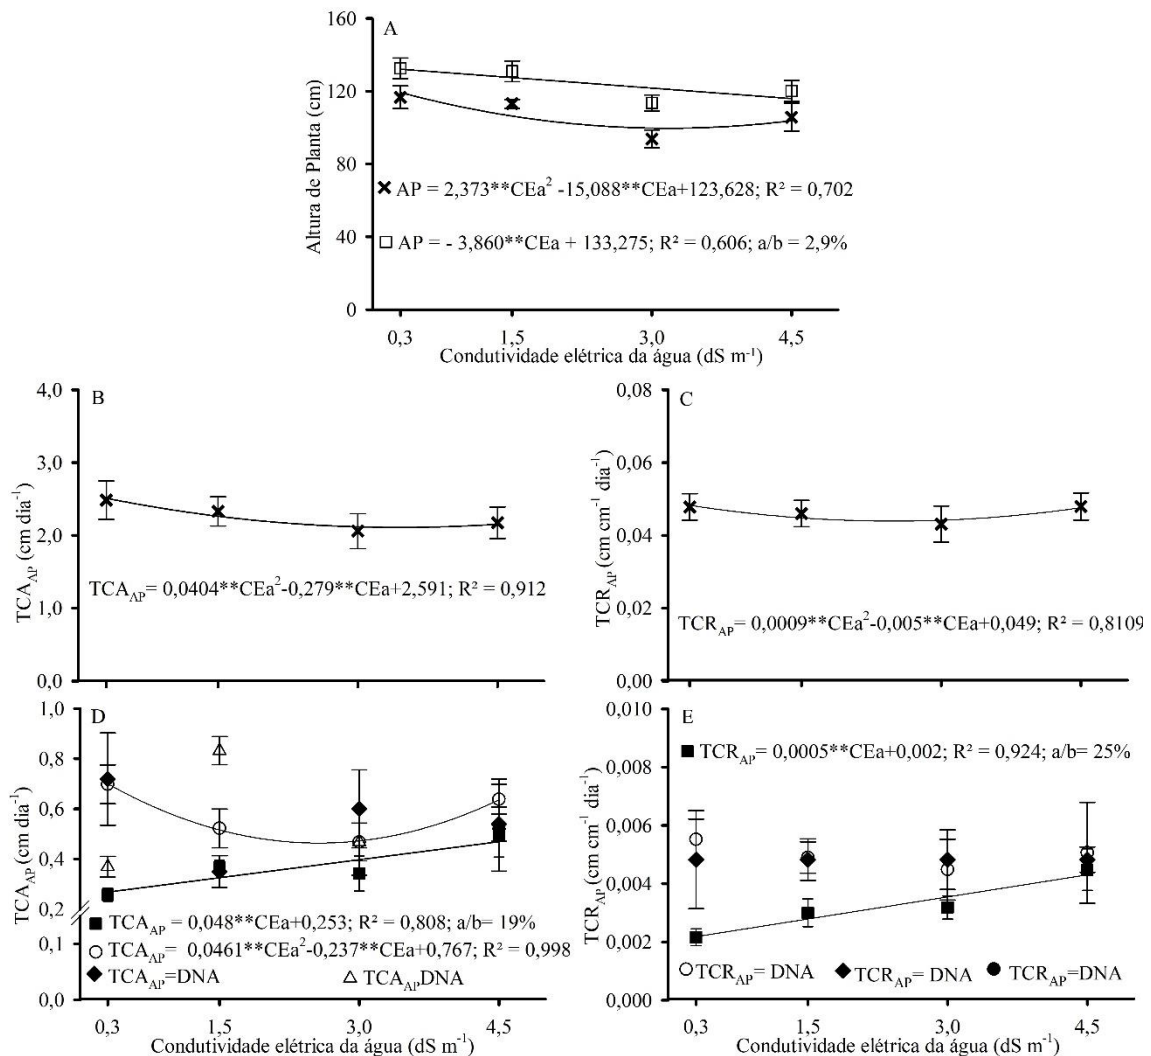 A
160
120
80
40
0
Altura de Planta (cm)
AP = 2,373**CEa² -15,088**CEa+123,628; R² = 0,702
AP = - 3,860**CEa + 133,275; R² = 0,606; a/b = 2,9%
0,3 1,5 3,0 4,5
Condutividade elétrica da água (dS m⁻¹)
B
4,0
3,0
2,0
1,0
0,0
TCA_AP (cm dia⁻¹)
TCA_AP= 0,0404**CEa²-0,279**CEa+2,591; R² = 0,912
C
0,08
0,06
0,04
0,02
0,00
TCR_AP (cm cm⁻¹ dia⁻¹)
TCR_AP= 0,0009**CEa²-0,005**CEa+0,049; R² = 0,8109
D
1,0
0,8
0,6
0,4
0,2
0,1
0,0
TCA_AP (cm dia⁻¹)
TCA_AP = 0,048**CEa+0,253; R² = 0,808; a/b= 19%
TCA_AP= 0,0461**CEa²-0,237**CEa+0,767; R² = 0,998
TCA_AP=DNA TCA_APDNA
0,3 1,5 3,0 4,5
Condutividade elétrica da água (dS m⁻¹)
E
0,010
0,008
0,006
0,004
0,002
0,000
TCR_AP (cm cm⁻¹ dia⁻¹)
TCR_AP= 0,0005**CEa+0,002; R² = 0,924; a/b= 25%
TCR_AP= DNA TCR_AP= DNA TCR_AP=DNA
0,3 1,5 3,0 4,5
Condutividade elétrica da água (dS m⁻¹)